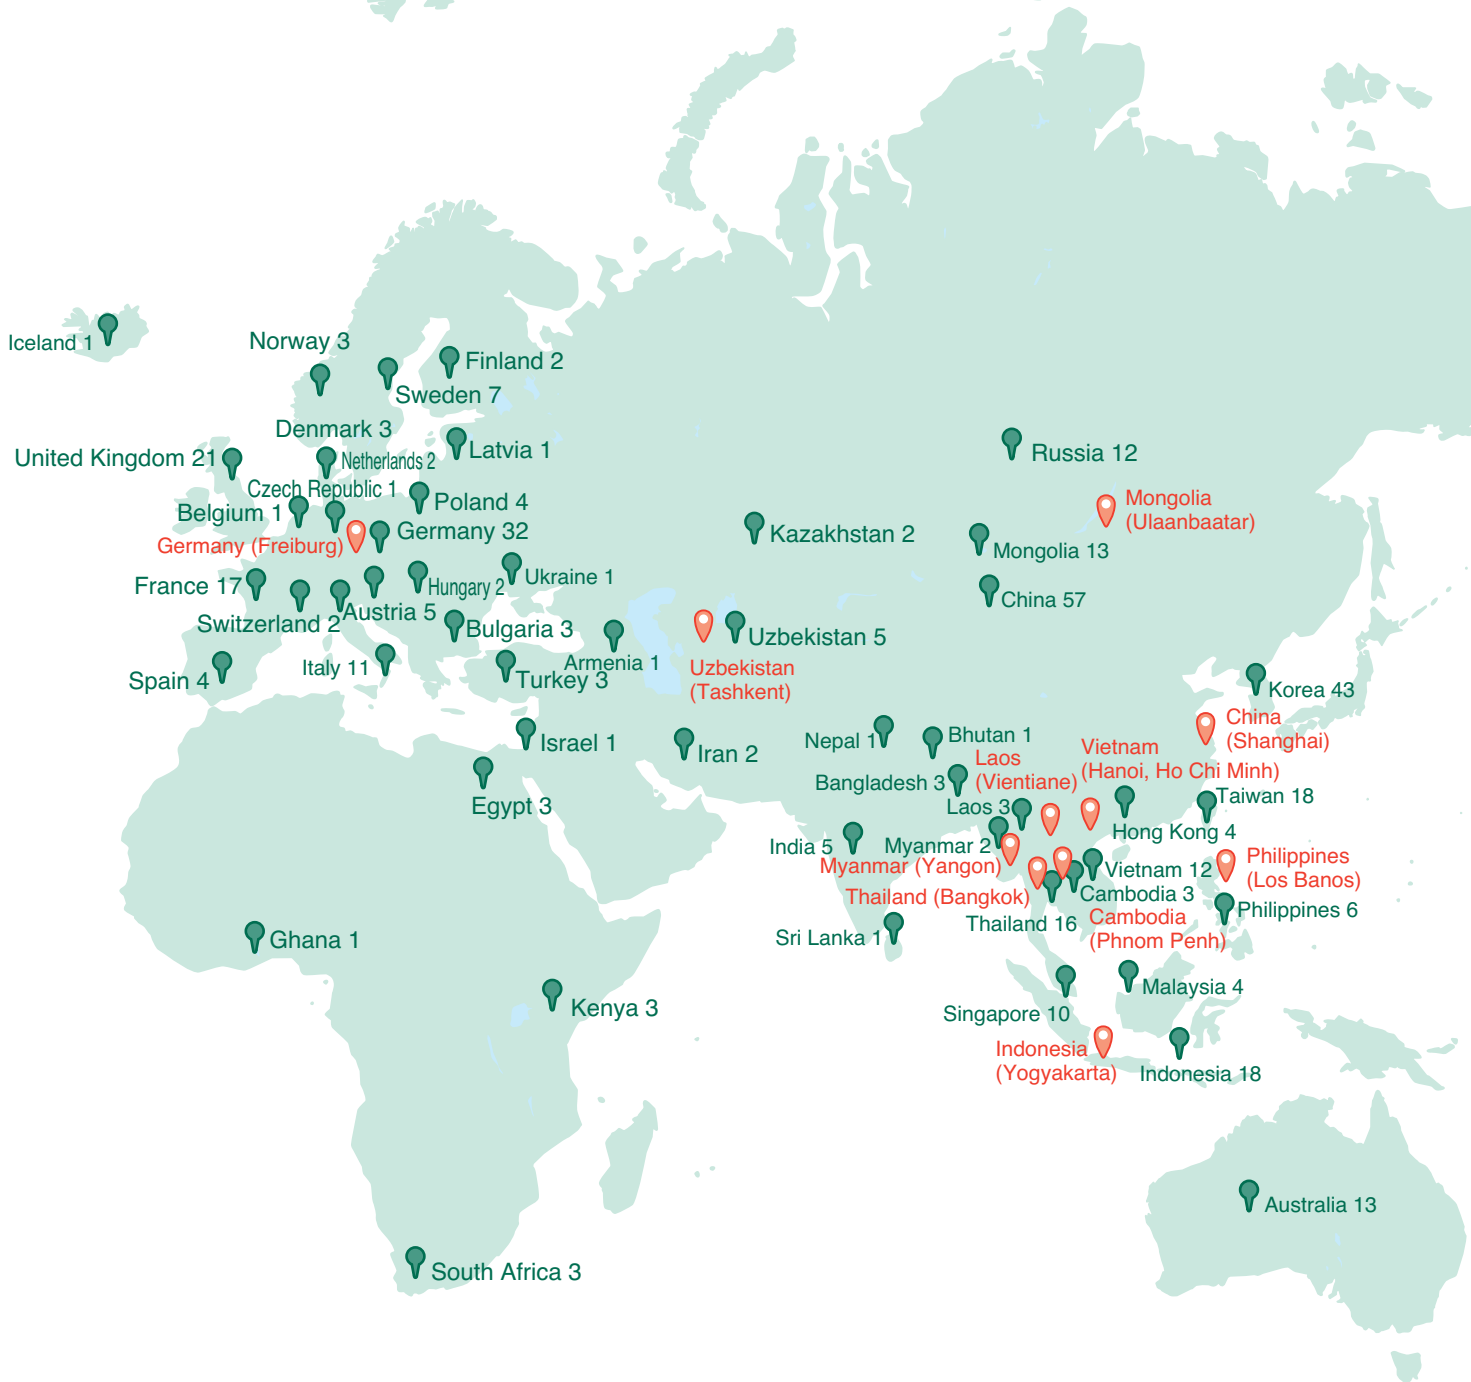 Iceland 1
Norway 3
Finland 2
Sweden 7
Denmark 3
Latvia 1
United Kingdom 21
Netherlands 2
Russia 12
Czech Republic 1
Poland 4
Mongolia
(Ulaanbaatar)
Belgium 1
Germany 32
Kazakhstan 2
Germany (Freiburg)
Mongolia 13
France 17
Hungary 2
Ukraine 1
China 57
Switzerland 2
Austria 5
Bulgaria 3
Uzbekistan 5
Italy 11
Armenia 1
Uzbekistan
(Tashkent)
Spain 4
Turkey 3
Korea 43
China
(Shanghai)
Israel 1
Iran 2
Nepal 1
Bhutan 1
Laos
(Vientiane)
Vietnam
(Hanoi, Ho Chi Minh)
Bangladesh 3
Egypt 3
Laos 3
Taiwan 18
Hong Kong 4
India 5
Myanmar 2
Myanmar (Yangon)
Vietnam 12
Philippines
(Los Banos)
Thailand (Bangkok)
Cambodia 3
Thailand 16
Cambodia
(Phnom Penh)
Philippines 6
Ghana 1
Sri Lanka 1
Kenya 3
Malaysia 4
Singapore 10
Indonesia
(Yogyakarta)
Indonesia 18
Australia 13
South Africa 3